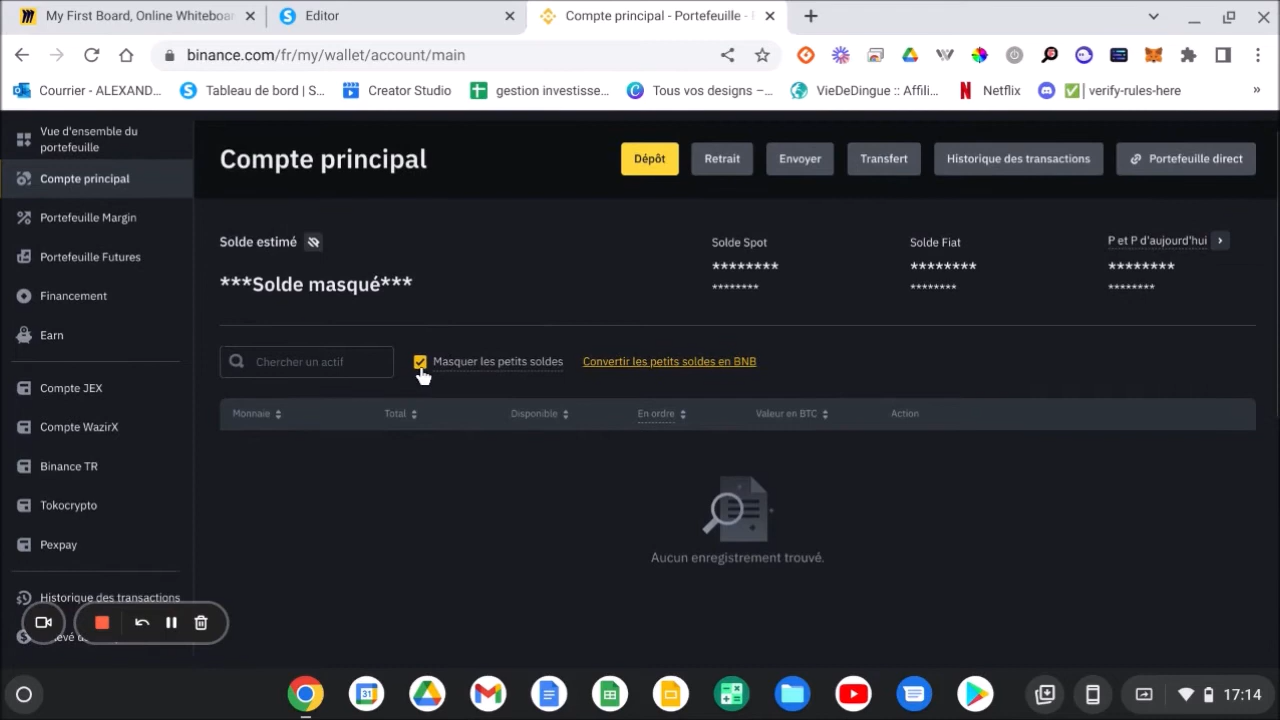 My First Board, Online Whiteboar
Editor
Compte principal - Portefeuille -
binance.com/fr/my/wallet/account/main
Courrier - ALEXAND...
Tableau de bord | S...
Creator Studio
gestion investisse...
Tous vos designs –...
VieDeDingue :: Affil...
Netflix
| verify-rules-here
»
Vue d'ensemble du
portefeuille
Compte principal
Portefeuille Margin
Portefeuille Futures
Financement
Earn
Compte JEX
Compte WazirX
Binance TR
Tokocrypto
Pexpay
Historique des transactions
Compte principal
Dépôt
Retrait
Envoyer
Transfert
Historique des transactions
Portefeuille direct
Solde estimé
***Solde masqué***
Solde Spot
********
********
Solde Fiat
********
********
P et P d'aujourd'hui
********
********
Chercher un actif
Masquer les petits soldes
Convertir les petits soldes en BNB
Monnaie
Total
Disponible
En ordre
Valeur en BTC
Action
Aucun enregistrement trouvé.
31
17:14